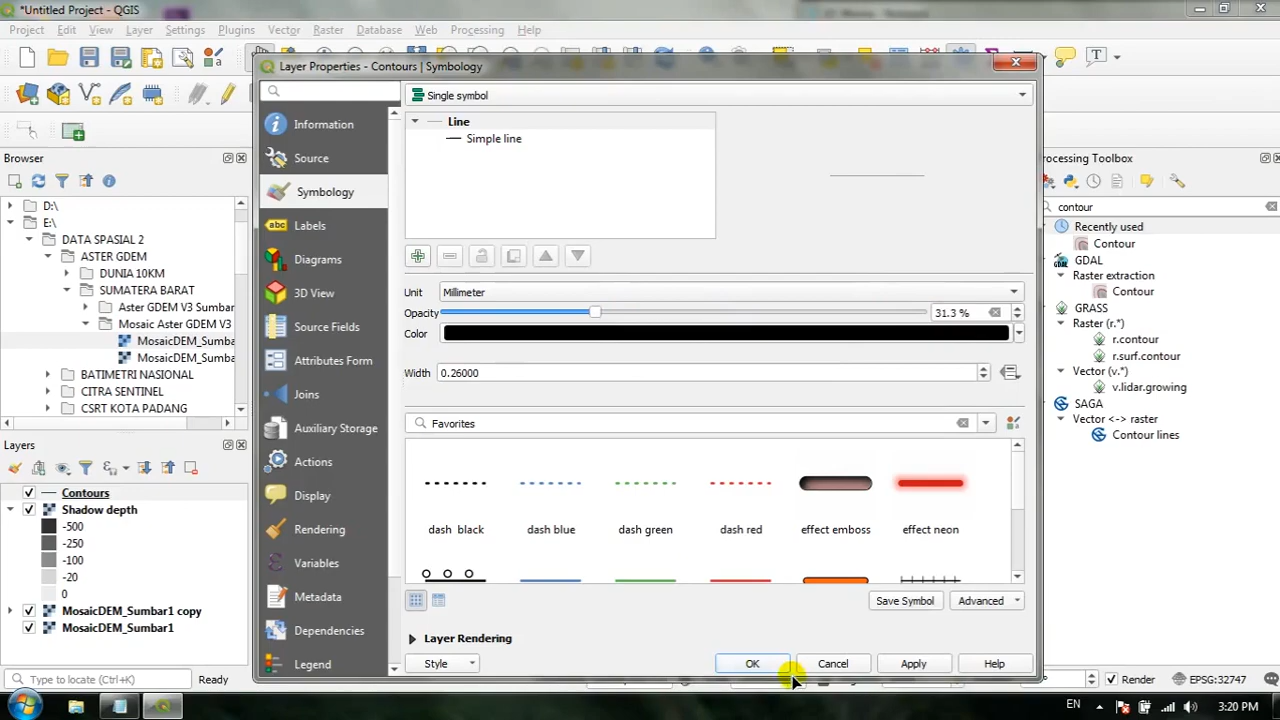 *Untitled Project - QGIS
Project Edit View Layer Settings Plugins Vector Raster Database Web Processing Help
Layer Properties - Contours | Symbology
Single symbol
Line
Simple line
Information
Source
Symbology
Labels
Diagrams
3D View
Source Fields
Attributes Form
Joins
Auxiliary Storage
Actions
Display
Rendering
Variables
Metadata
Dependencies
Legend
Unit Millimeter
Opacity 31.3 %
Color
Width 0.26000
Favorites
dash black
dash blue
dash green
dash red
effect emboss
effect neon
Save Symbol
Advanced
Layer Rendering
Style
OK
Cancel
Apply
Help
Browser
D:\
E:\
DATA SPASIAL 2
ASTER GDEM
DUNIA 10KM
SUMATERA BARAT
Aster GDEM V3 Sumbar
Mosaic Aster GDEM V3
MosaicDEM_Sumba
MosaicDEM_Sumba
BATIMETRI NASIONAL
CITRA SENTINEL
CSRT KOTA PADANG
Layers
Contours
Shadow depth
-500
-250
-100
-20
0
MosaicDEM_Sumbar1 copy
MosaicDEM_Sumbar1
rocessing Toolbox
contour
Recently used
Contour
GDAL
Raster extraction
Contour
GRASS
Raster (r.*)
r.contour
r.surf.contour
Vector (v.*)
v.lidar.growing
SAGA
Vector <-> raster
Contour lines
Type to locate (Ctrl+K)
Ready
Render
EPSG:32747
EN
3:20 PM